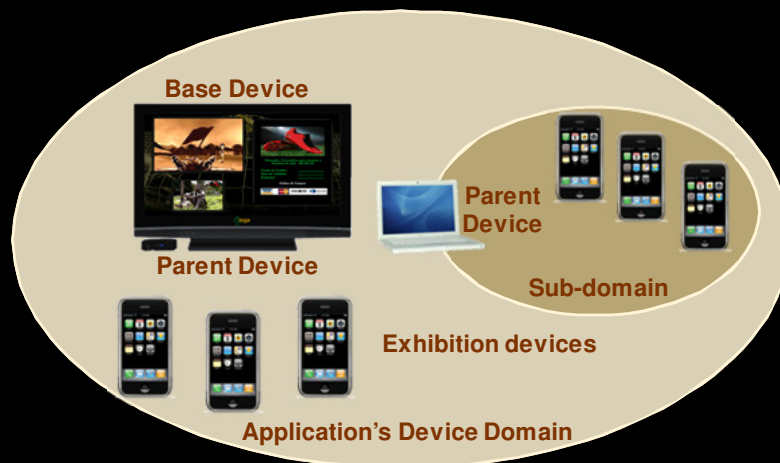 Base Device
Parent
Device
Parent Device
Sub-domain
Exhibition devices
Application's Device Domain